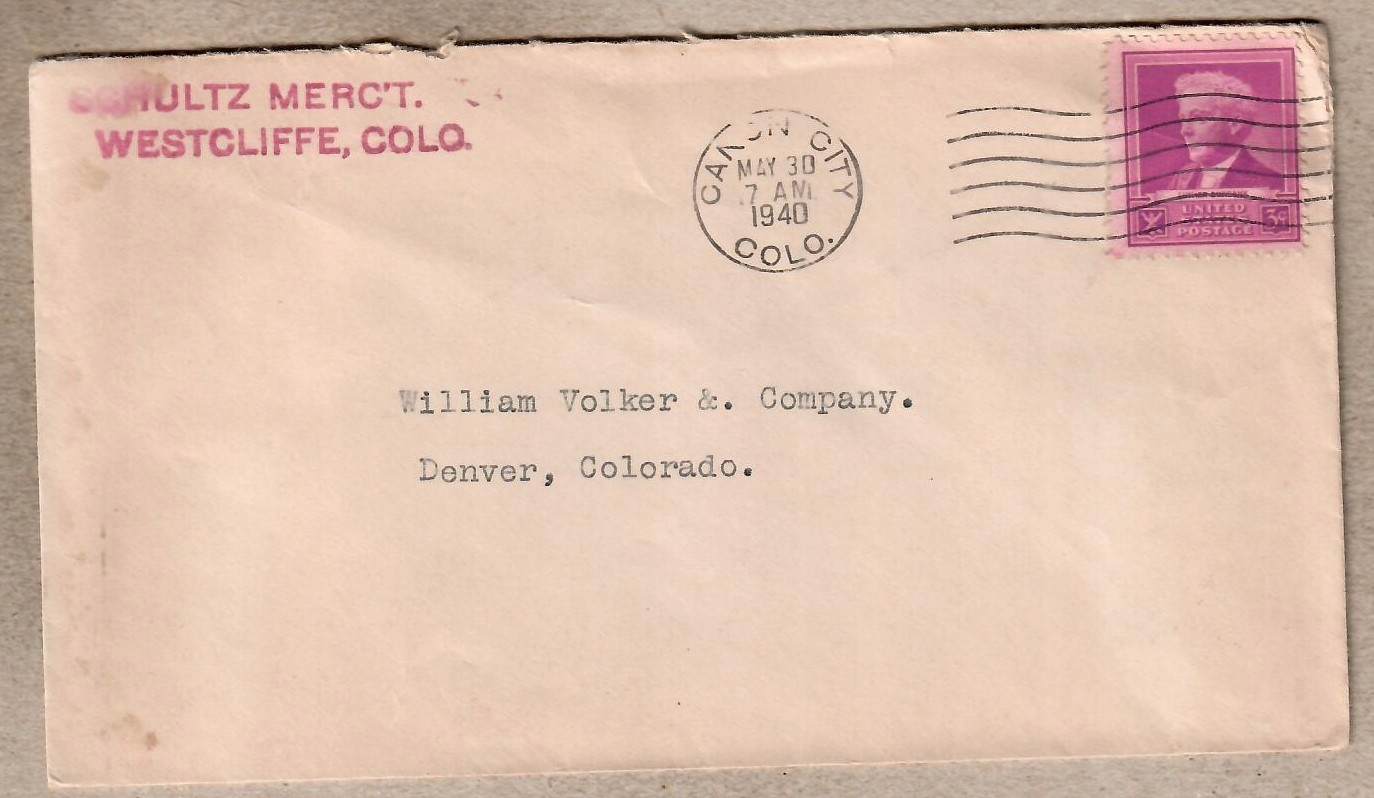 SCHULTZ MERC'T.
WESTCLIFFE, COLO.
CANON CITY
MAY 30
7 AM
1940
COLO.
UNITED
POSTAGE
3¢
William Volker &. Company.
Denver, Colorado.